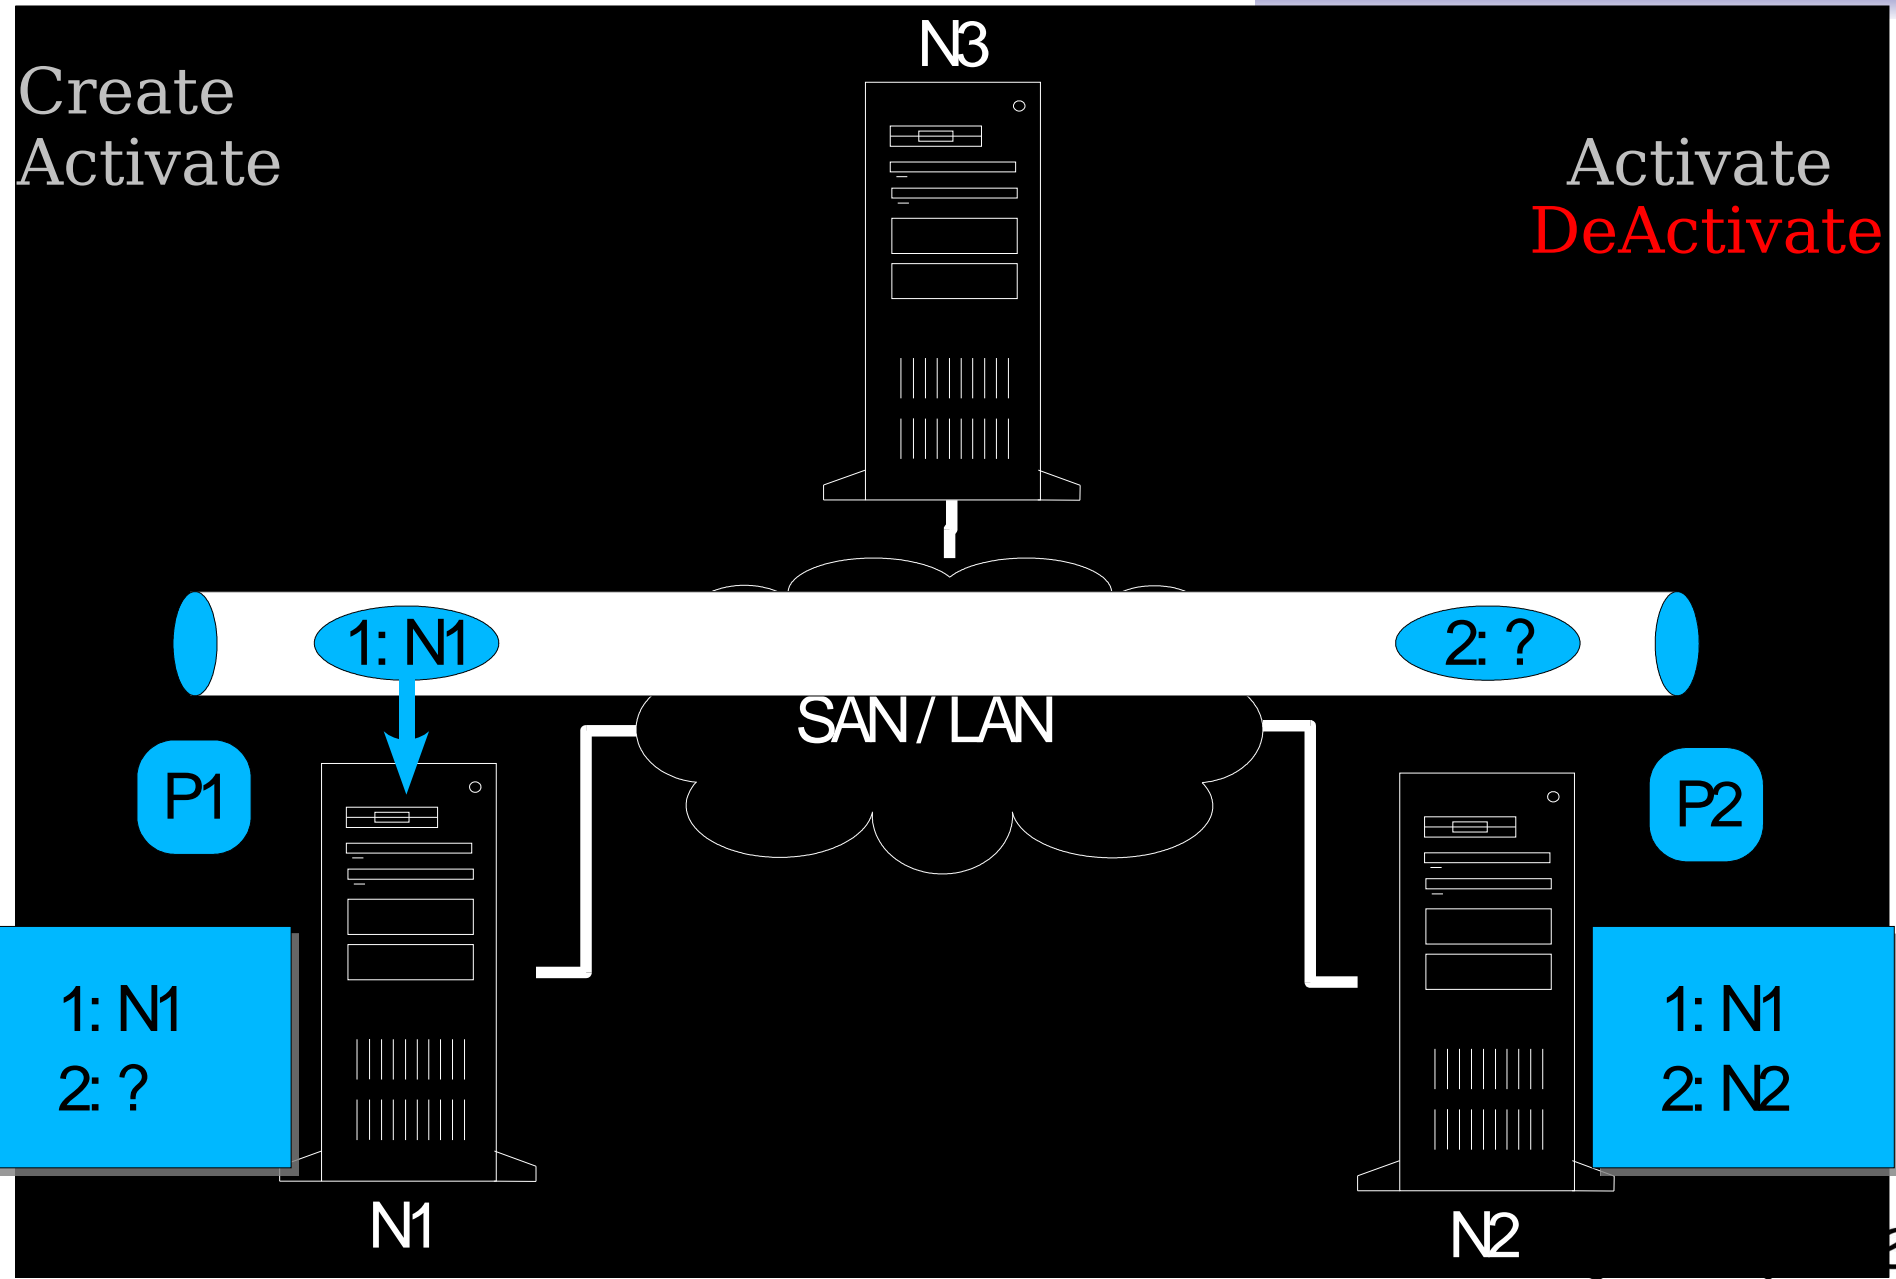 N3
Create
Activate
Activate
DeActivate
1: N1
2: ?
SAN / LAN
P1
P2
1: N1
2: ?
1: N1
2: N2
N1
N2